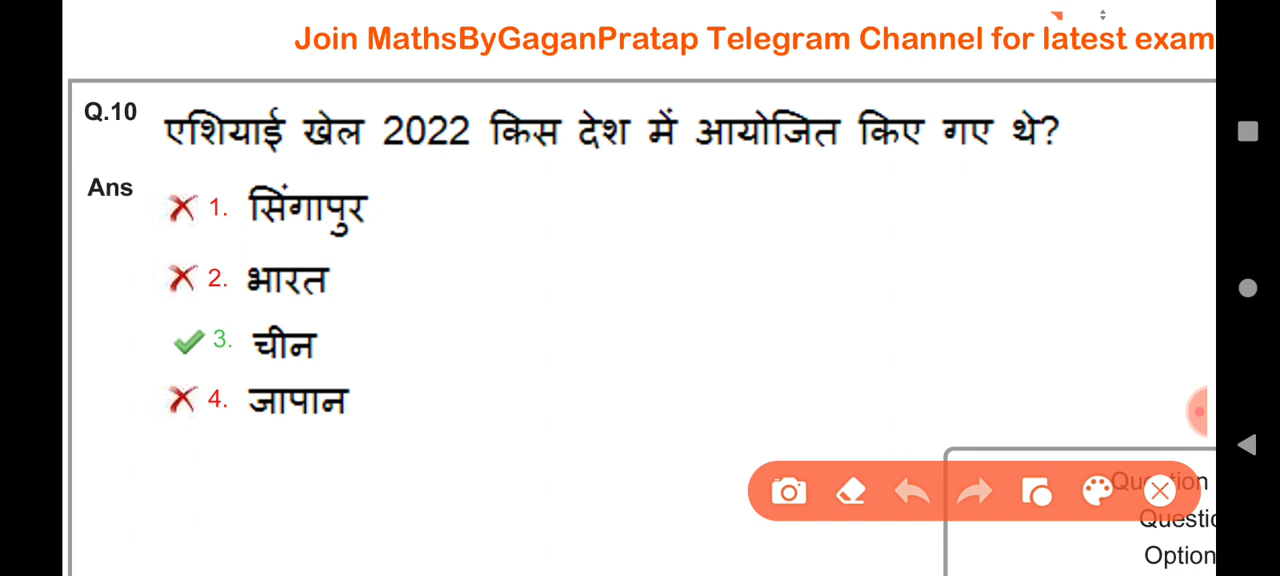 Join MathsByGaganPratap Telegram Channel for latest exam
Q.10 एशियाई खेल 2022 किस देश में आयोजित किए गए थे?
Ans
1. सिंगापुर
2. भारत
3. चीन
4. जापान
Option